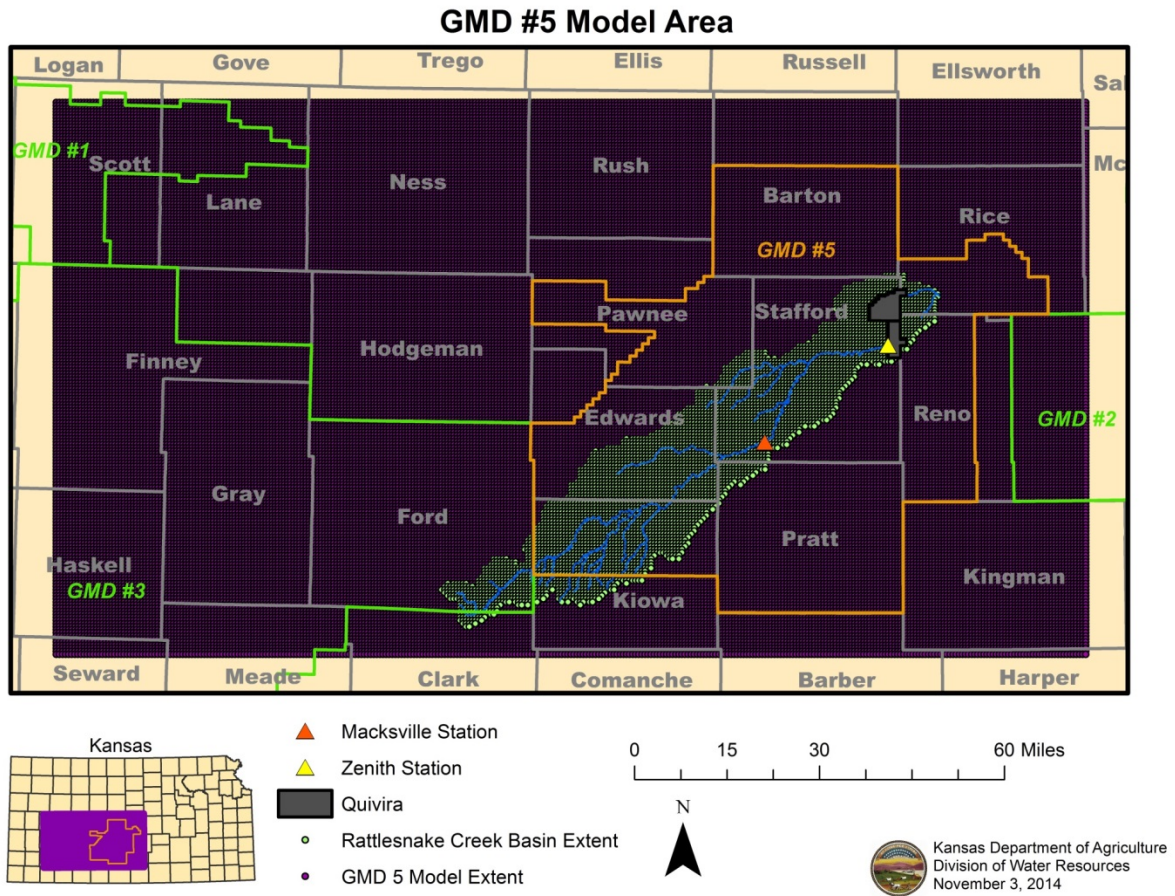 GMD #5 Model Area
Logan
Gove
Trego
Ellis
Russell
Ellsworth
Sal
GMD #1
Scott
Lane
Ness
Rush
Barton
Rice
Mc
GMD #5
Pawnee
Stafford
Finney
Hodgeman
Edwards
Reno
GMD #2
Gray
Ford
Pratt
Haskell
GMD #3
Kiowa
Kingman
Seward
Meade
Clark
Comanche
Barber
Harper
Kansas
Macksville Station
Zenith Station
Quivira
Rattlesnake Creek Basin Extent
GMD 5 Model Extent
0 15 30 60 Miles
N
Kansas Department of Agriculture
Division of Water Resources
November 3, 2014